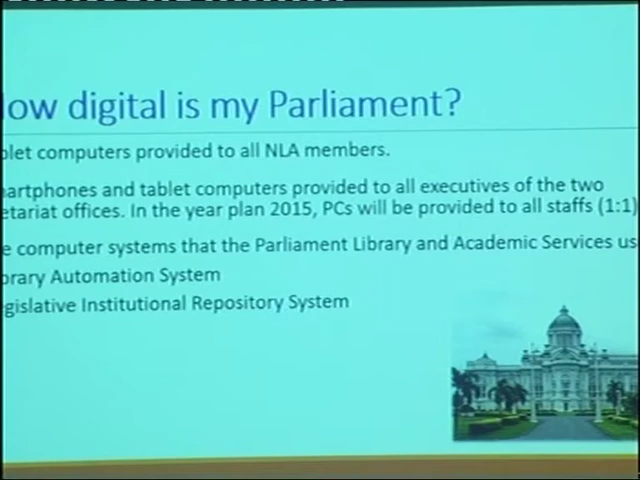 ow digital is my Parliament?
blet computers provided to all NLA members.
artphones and tablet computers provided to all executives of the two
etariat offices. In the year plan 2015, PCs will be provided to all staffs (1:1)
e computer systems that the Parliament Library and Academic Services us
brary Automation System
gislative Institutional Repository System